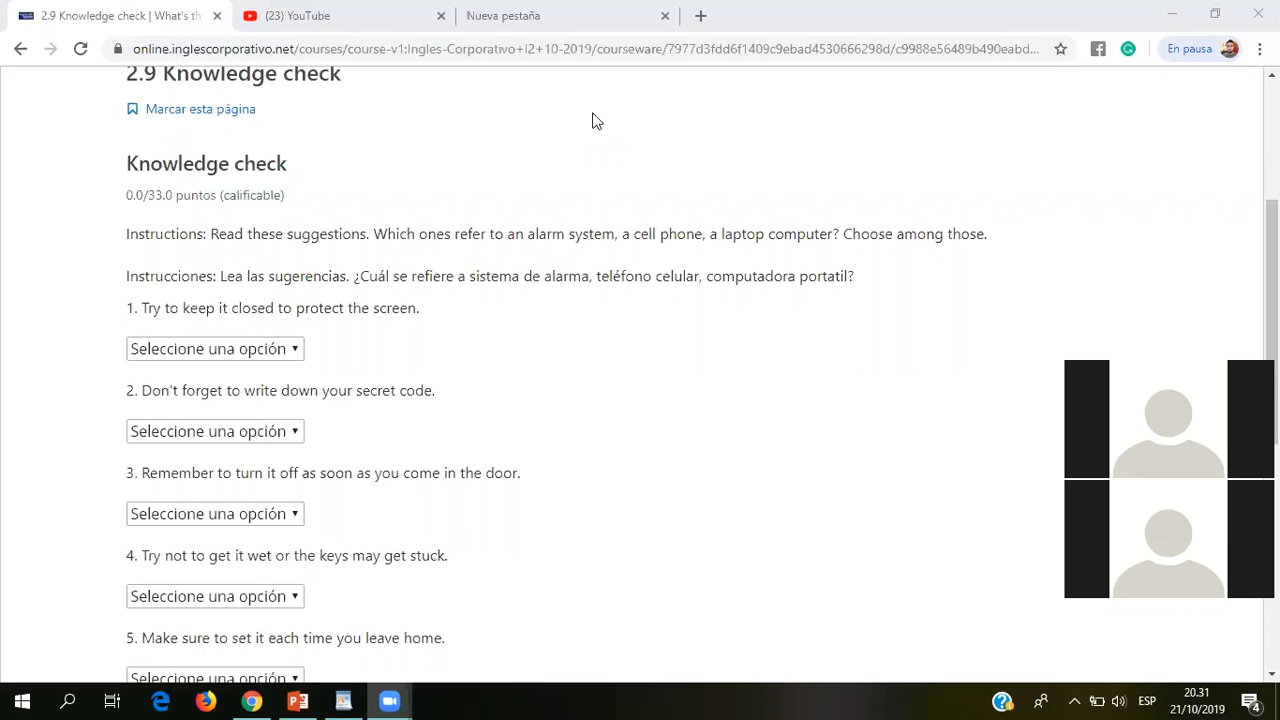 2.9 Knowledge check | What's th
(23) YouTube
Nueva pestaña
online.inglescorporativo.net/courses/course-v1:Ingles-Corporativo+I2+10-2019/courseware/7977d3fdd6f1409c9ebad4530666298d/c9988e56489b490eabd...
En pausa
2.9 Knowledge check
Marcar esta página
Knowledge check
0.0/33.0 puntos (calificable)
Instructions: Read these suggestions. Which ones refer to an alarm system, a cell phone, a laptop computer? Choose among those.
Instrucciones: Lea las sugerencias. ¿Cuál se refiere a sistema de alarma, teléfono celular, computadora portatil?
1. Try to keep it closed to protect the screen.
Seleccione una opción
2. Don't forget to write down your secret code.
Seleccione una opción
3. Remember to turn it off as soon as you come in the door.
Seleccione una opción
4. Try not to get it wet or the keys may get stuck.
Seleccione una opción
5. Make sure to set it each time you leave home.
Seleccione una opción
ESP
20.31
21/10/2019
4